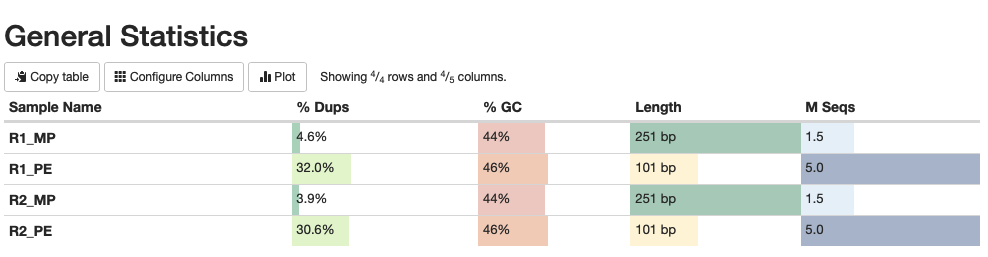 General Statistics
Copy table Configure Columns Plot Showing 4/4 rows and 4/5 columns.
Sample Name % Dups % GC Length M Seqs
R1_MP 4.6% 44% 251 bp 1.5
R1_PE 32.0% 46% 101 bp 5.0
R2_MP 3.9% 44% 251 bp 1.5
R2_PE 30.6% 46% 101 bp 5.0